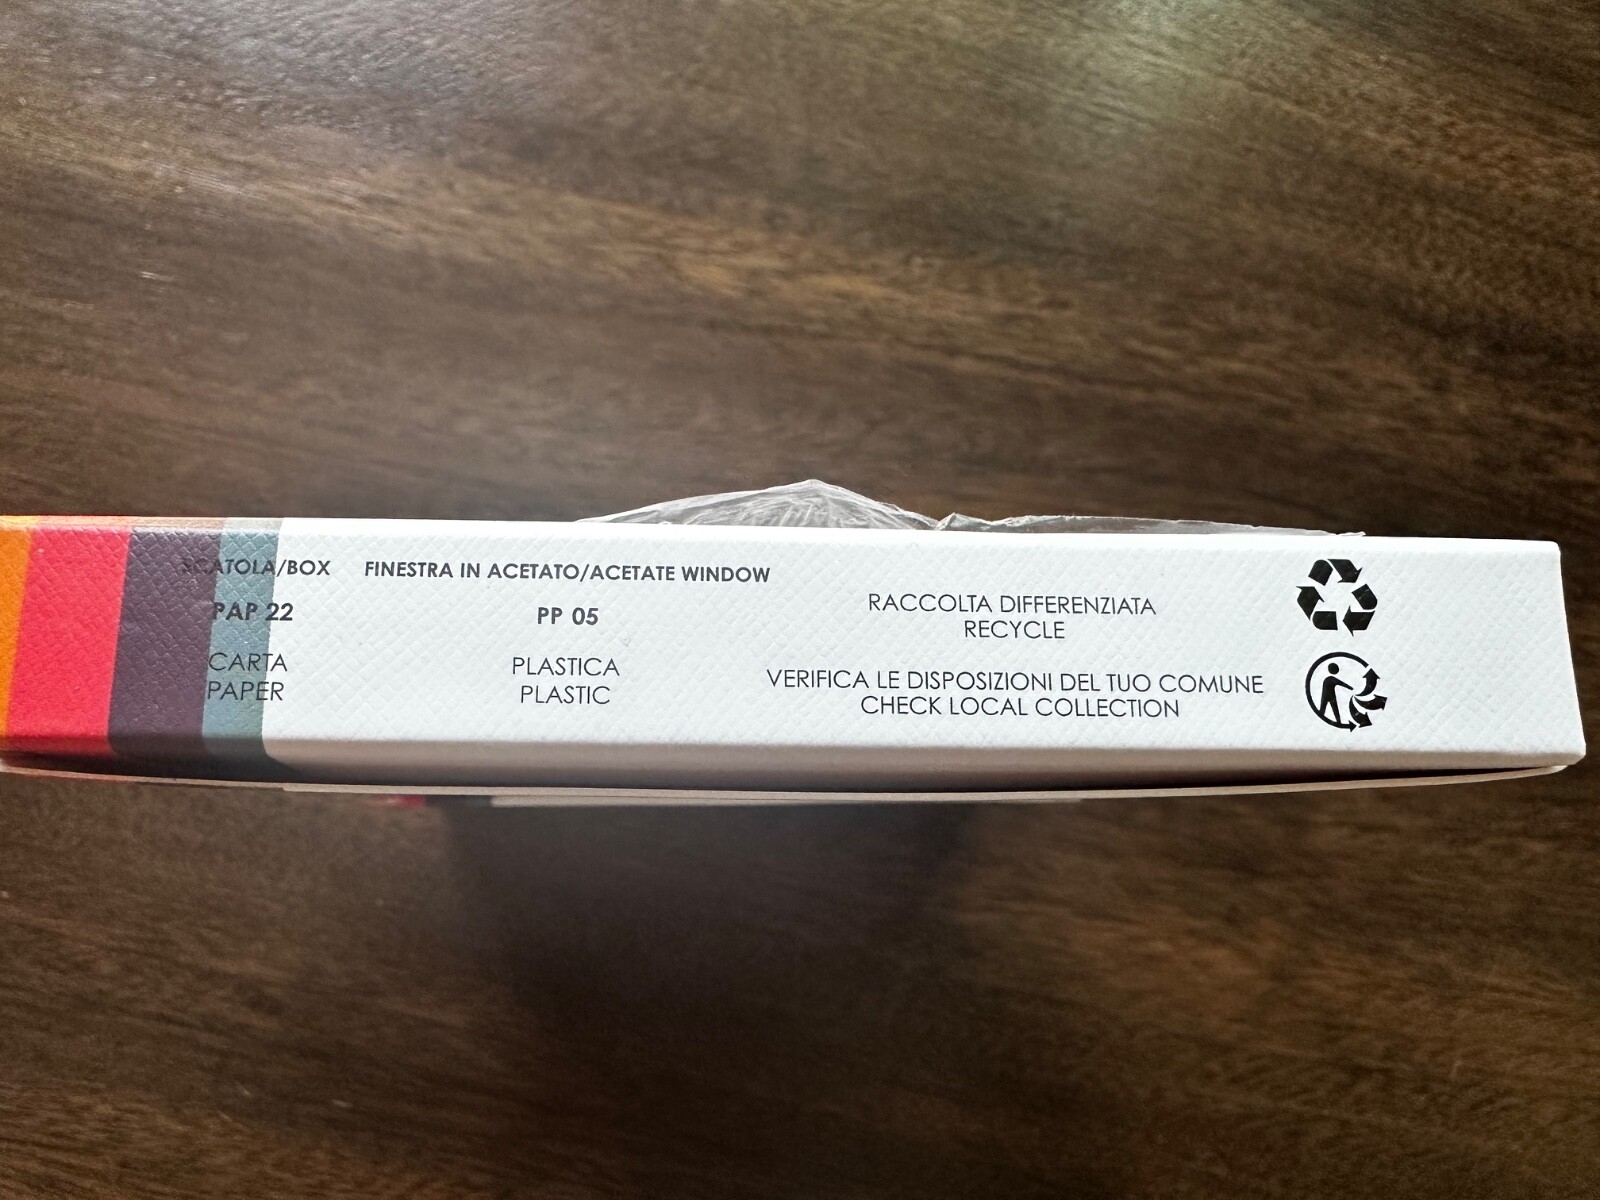 SCATOLA/BOX
PAP 22
CARTA
PAPER
FINESTRA IN ACETATO/ACETATE WINDOW
PP 05
PLASTICA
PLASTIC
RACCOLTA DIFFERENZIATA
RECYCLE
VERIFICA LE DISPOSIZIONI DEL TUO COMUNE
CHECK LOCAL COLLECTION